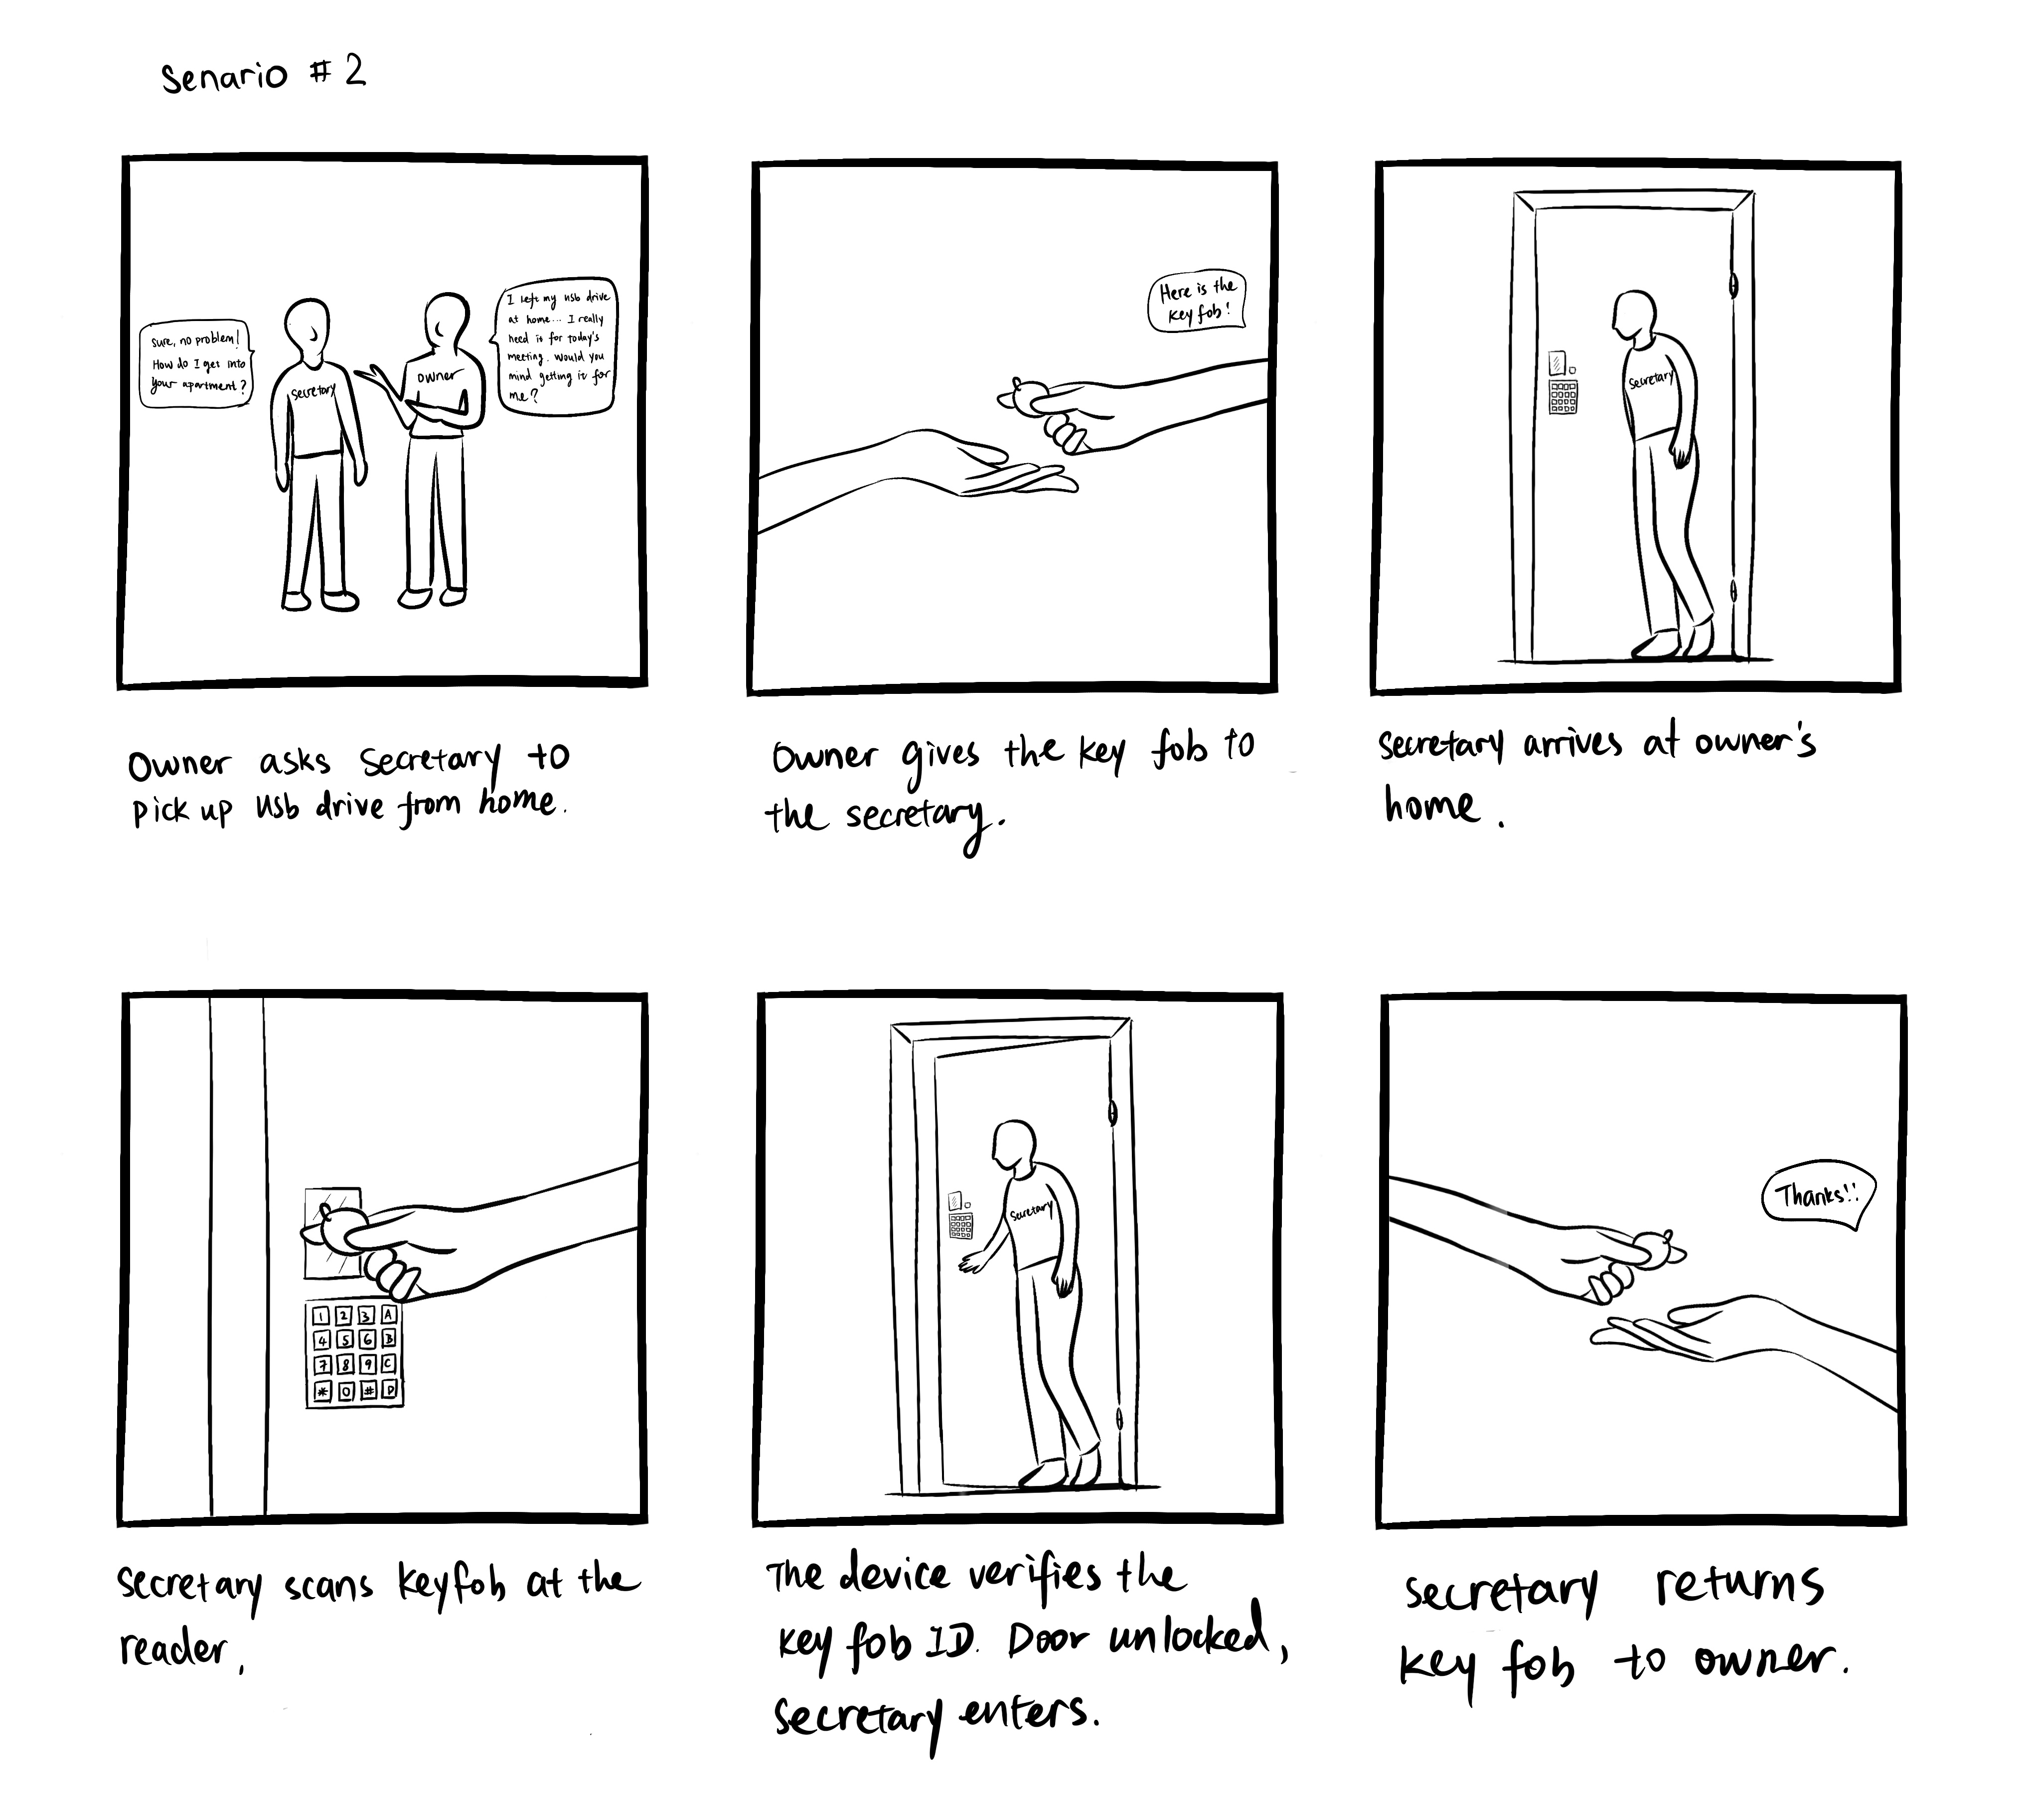 Senario #2
Sure, no problem!
How do I get into
your apartment?
secretary
owner
I left my usb drive
at home... I really
need it for today's
meeting. Would you
mind getting it for
me?
Here is the
key fob!
secretary
Owner asks secretary to
pick up usb drive from home.
Owner gives the key fob to
the secretary.
secretary arrives at owner's
home.
1 2 3 A
4 5 6 B
7 8 9 C
* 0 # D
secretary
Thanks!!
secretary scans keyfob at the
reader,
The device verifies the
key fob ID. Door unlocked,
secretary enters.
secretary returns
key fob to owner.